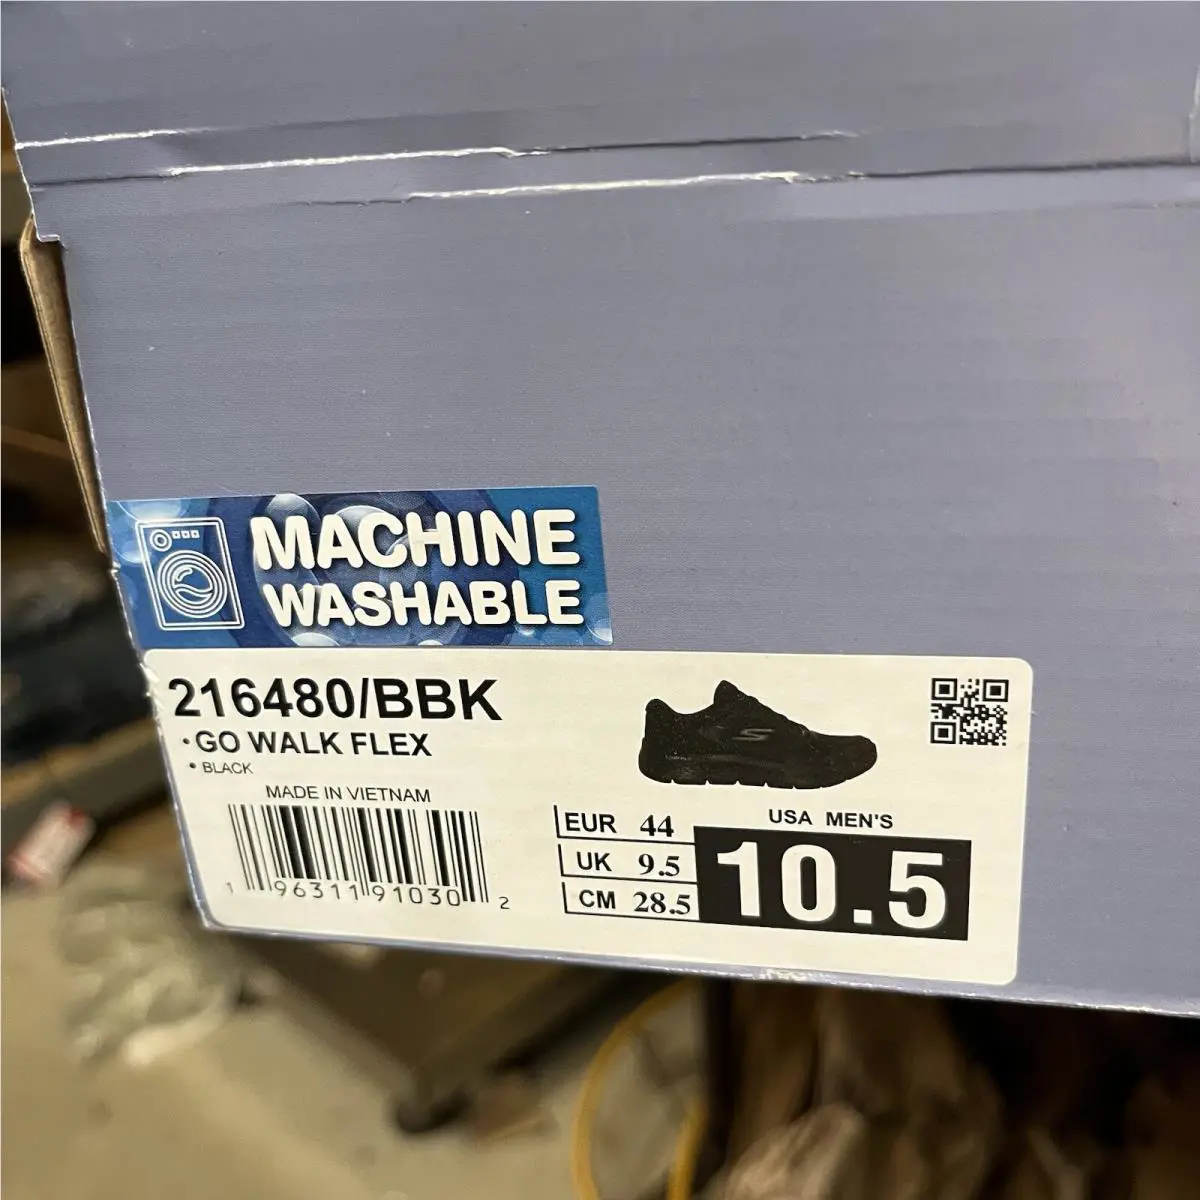 MACHINE
WASHABLE
216480/BBK
•GO WALK FLEX
• BLACK
MADE IN VIETNAM
1 96311 91030 2
EUR 44
UK 9.5
CM 28.5
USA MEN'S
10.5